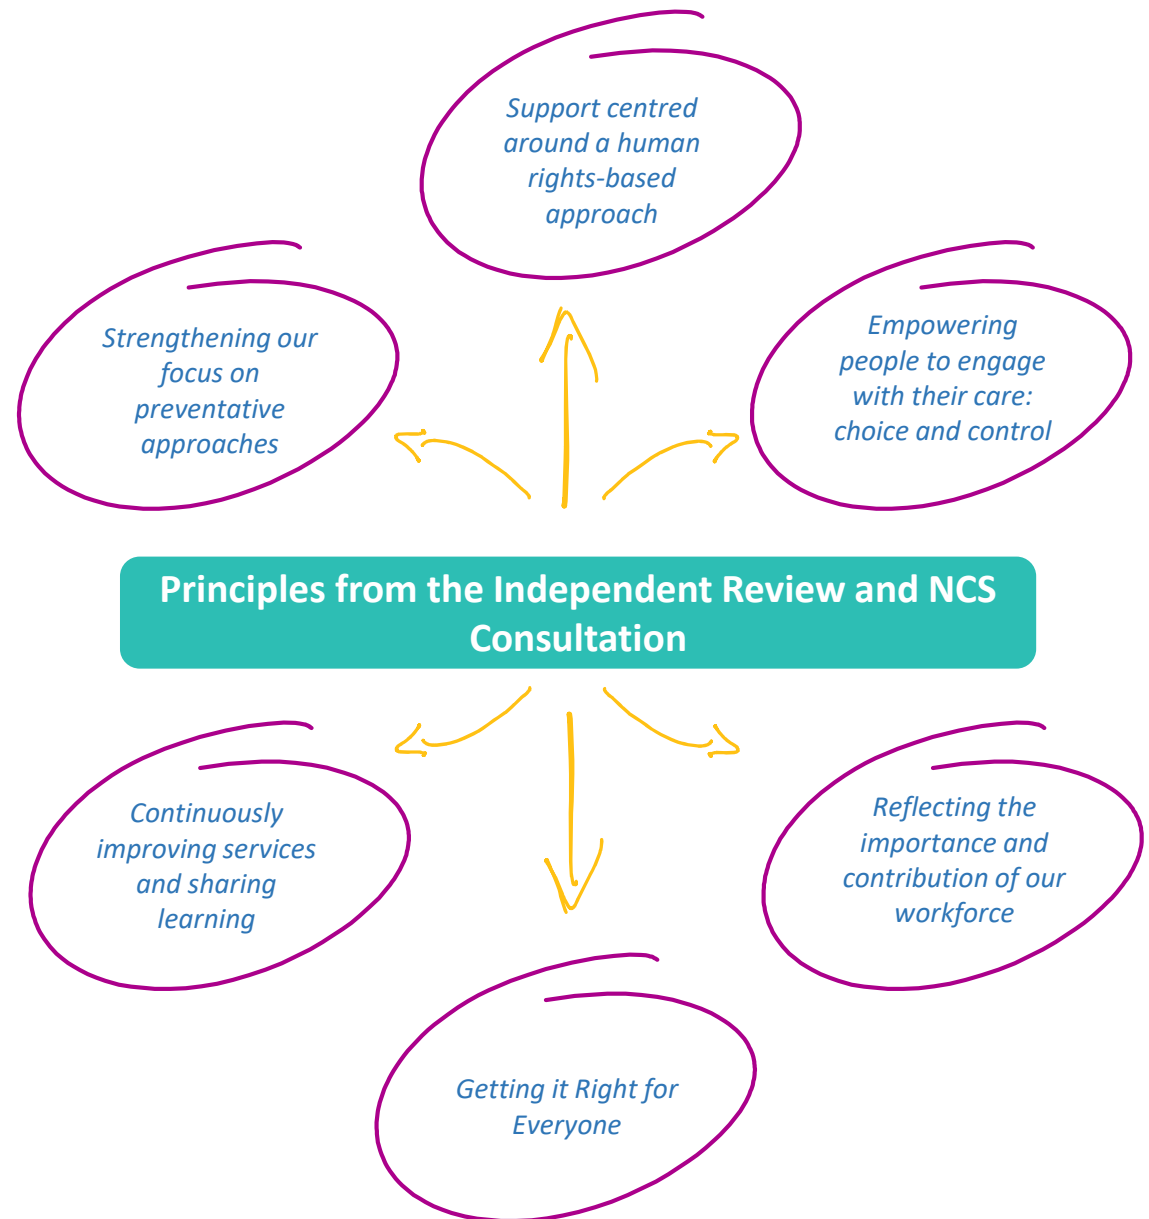 Support centred
around a human
rights-based
approach
Strengthening our
focus on
preventative
approaches
Empowering
people to engage
with their care:
choice and control
Principles from the Independent Review and NCS
Consultation
Continuously
improving services
and sharing
learning
Reflecting the
importance and
contribution of our
workforce
Getting it Right for
Everyone